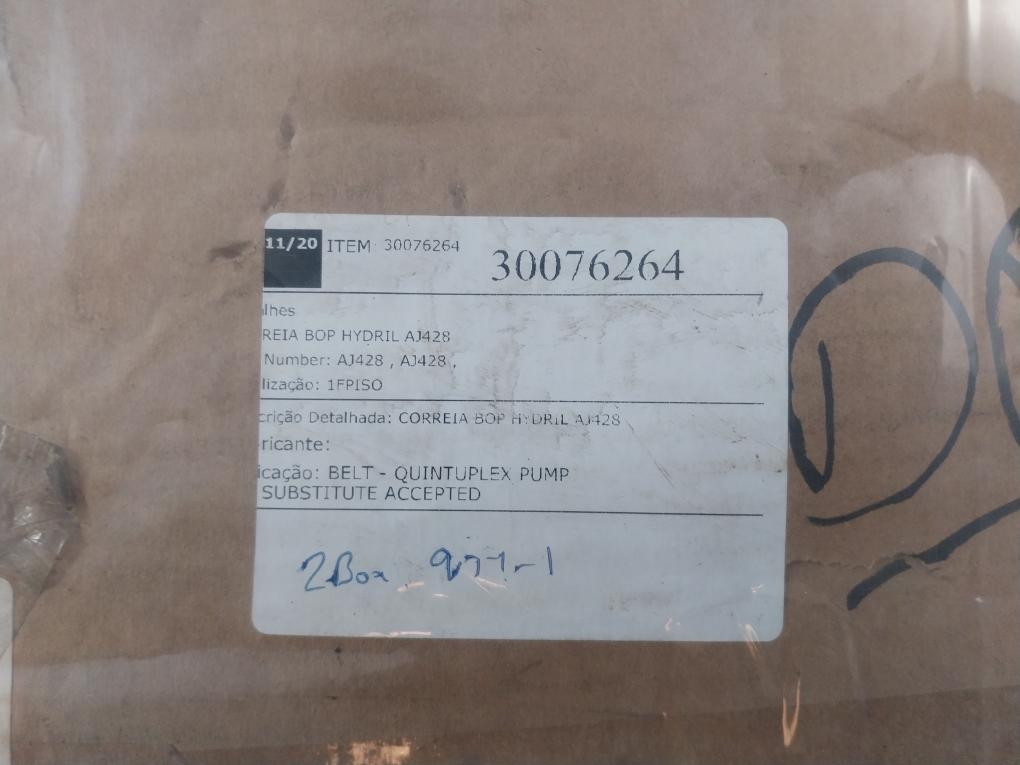 11/20 ITEM 30076264 30076264
lhes
REIA BOP HYDRIL AJ428
Number: AJ428 , AJ428 ,
lização: 1FPISO
crição Detalhada: CORREIA BOP HYDRIL AJ428
ricante:
icação: BELT - QUINTUPLEX PUMP
SUBSTITUTE ACCEPTED
2Box